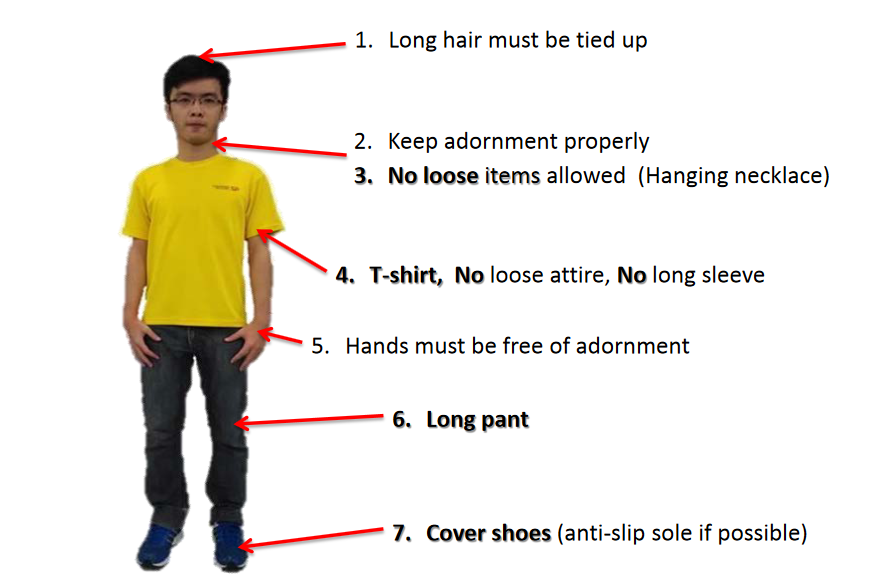 1. Long hair must be tied up
2. Keep adornment properly
3. No loose items allowed (Hanging necklace)
4. T-shirt, No loose attire, No long sleeve
5. Hands must be free of adornment
6. Long pant
7. Cover shoes (anti-slip sole if possible)